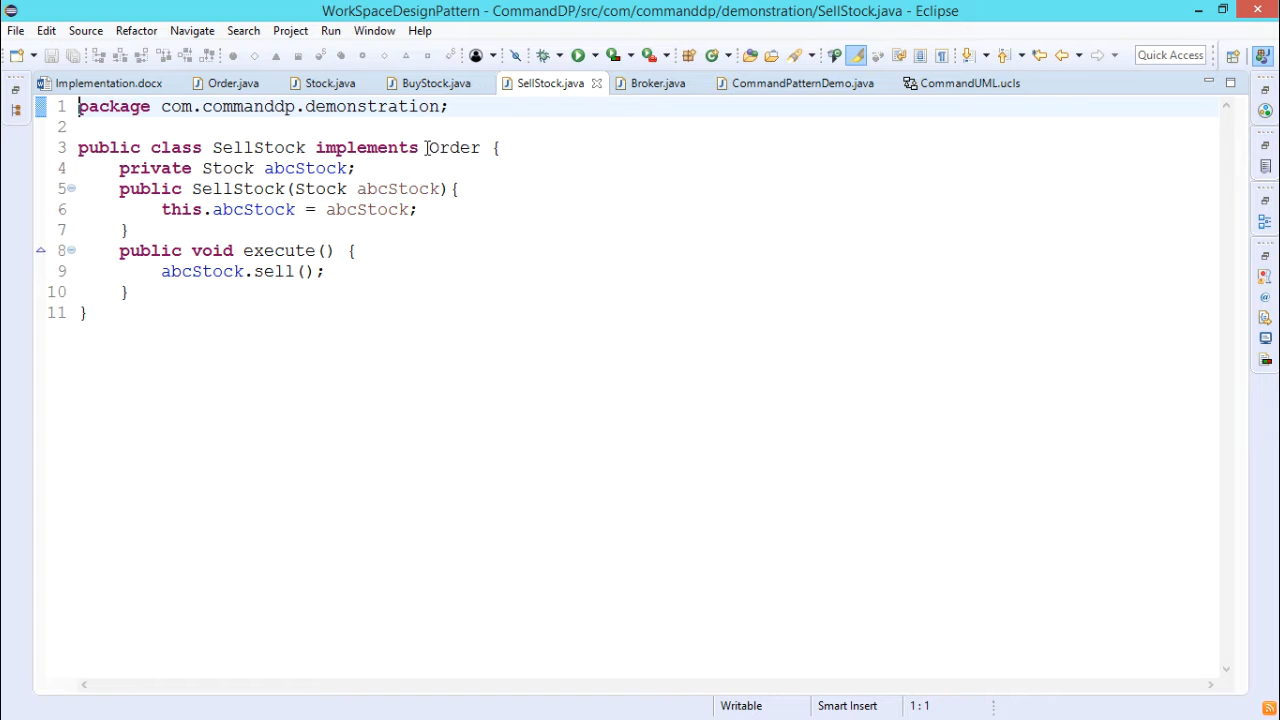 WorkSpaceDesignPattern - CommandDP/src/com/commanddp/demonstration/SellStock.java - Eclipse
File Edit Source Refactor Navigate Search Project Run Window Help
Quick Access
Implementation.docx Order.java Stock.java BuyStock.java SellStock.java Broker.java CommandPatternDemo.java CommandUML.ucls
1 package com.commanddp.demonstration;
2
3 public class SellStock implements Order {
4 private Stock abcStock;
5 public SellStock(Stock abcStock){
6 this.abcStock = abcStock;
7 }
8 public void execute() {
9 abcStock.sell();
10 }
11 }
Writable Smart Insert 1 : 1